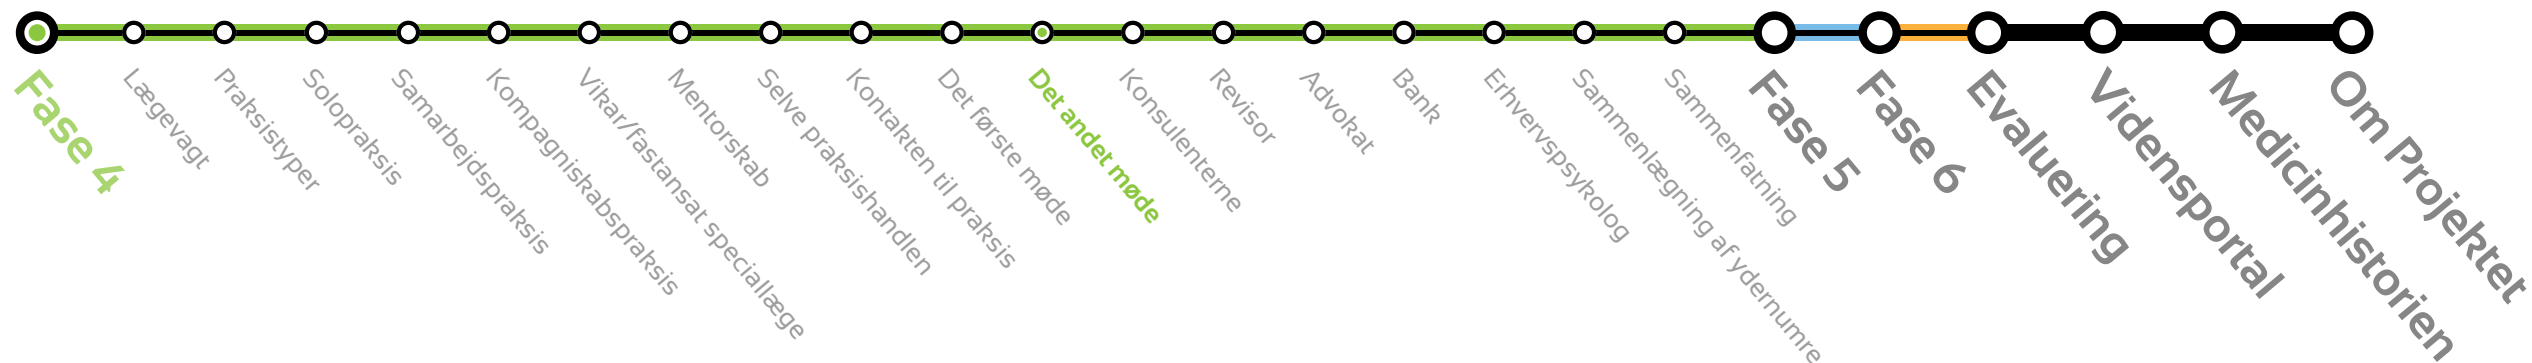 Fase 4
Lægevagt
Praksistyper
Solopraksis
Samarbejdspraksis
Kompagniskabspraksis
Vikar/fastansat speciallæge
Mentorskab
Selve praksishandlen
Kontakten til praksis
Det første møde
Det andet møde
Konsulenterne
Revisor
Advokat
Bank
Erhvervspsykolog
Sammenlægning af ydernumre
Sammenfatning
Fase 5
Fase 6
Evaluering
Vidensportal
Medicinhistorien
Om Projektet